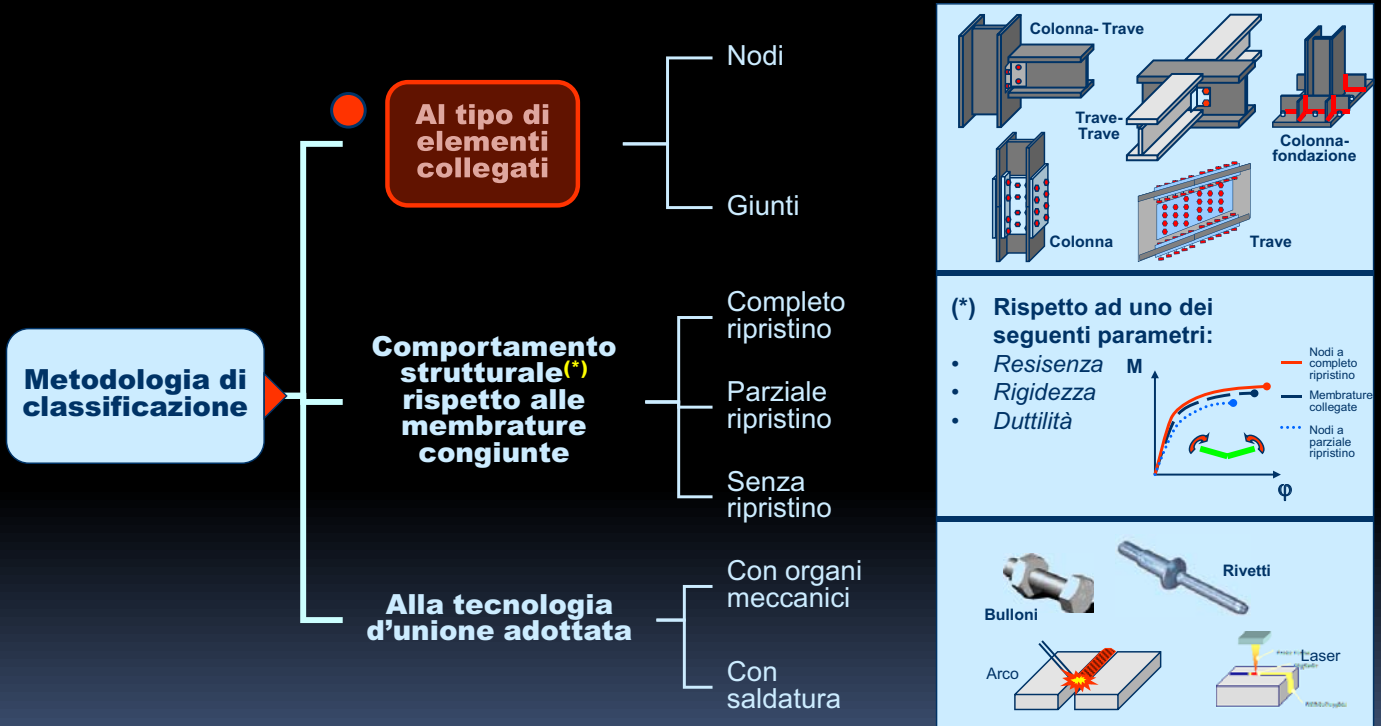 Metodologia di
classificazione
Al tipo di
elementi
collegati
Nodi
Giunti
Comportamento
strutturale(*)
rispetto alle
membrature
congiunte
Completo
ripristino
Parziale
ripristino
Senza
ripristino
Alla tecnologia
d'unione adottata
Con organi
meccanici
Con
saldatura
Colonna- Trave
Trave-
Trave
Colonna-
fondazione
Colonna
Trave
(*) Rispetto ad uno dei
seguenti parametri:
• Resisenza
• Rigidezza
• Duttilità
M
φ
Nodi a
completo
ripristino
Membrature
collegate
Nodi a
parziale
ripristino
Bulloni
Rivetti
Arco
Laser